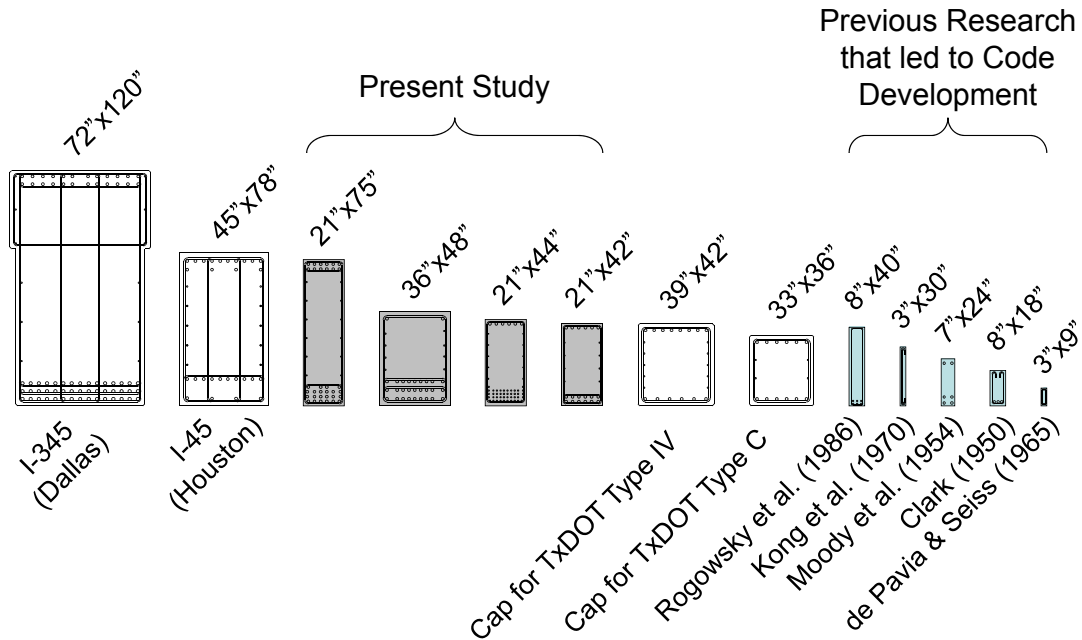 Previous Research
that led to Code
Development
Present Study
72”x120”
45”x78”
21”x75”
36”x48”
21”x44”
21”x42”
39”x42”
33”x36”
8”x40”
3”x30”
7”x24”
8”x18”
3”x9”
I-345
(Dallas)
I-45
(Houston)
Cap for TxDOT Type IV
Cap for TxDOT Type C
Rogowsky et al. (1986)
Kong et al. (1970)
Moody et al. (1954)
Clark (1950)
de Pavia & Seiss (1965)